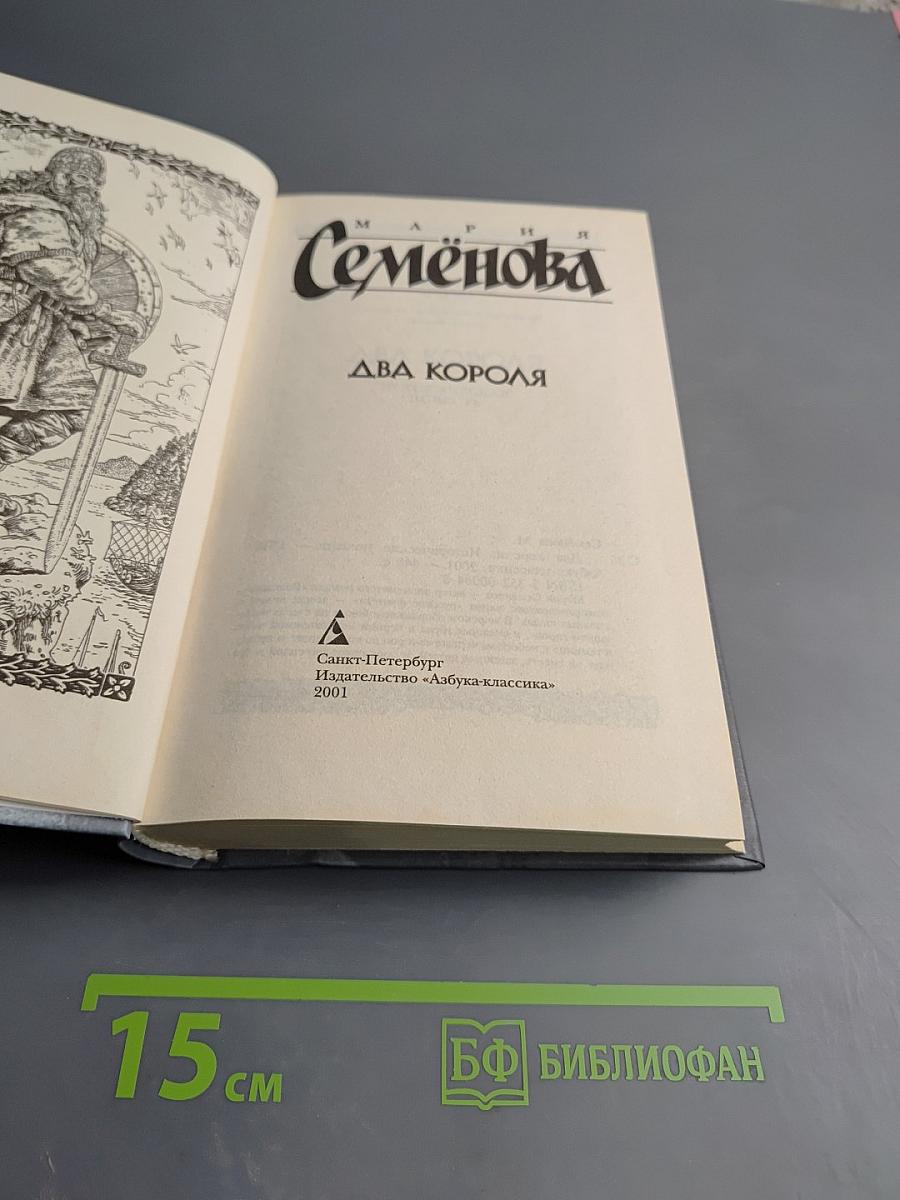 МАРИЯ
Семёнова
ДВА КОРОЛЯ
Санкт-Петербург
Издательство «Азбука-классика»
2001
15 см
БФ БИБЛИОФАН